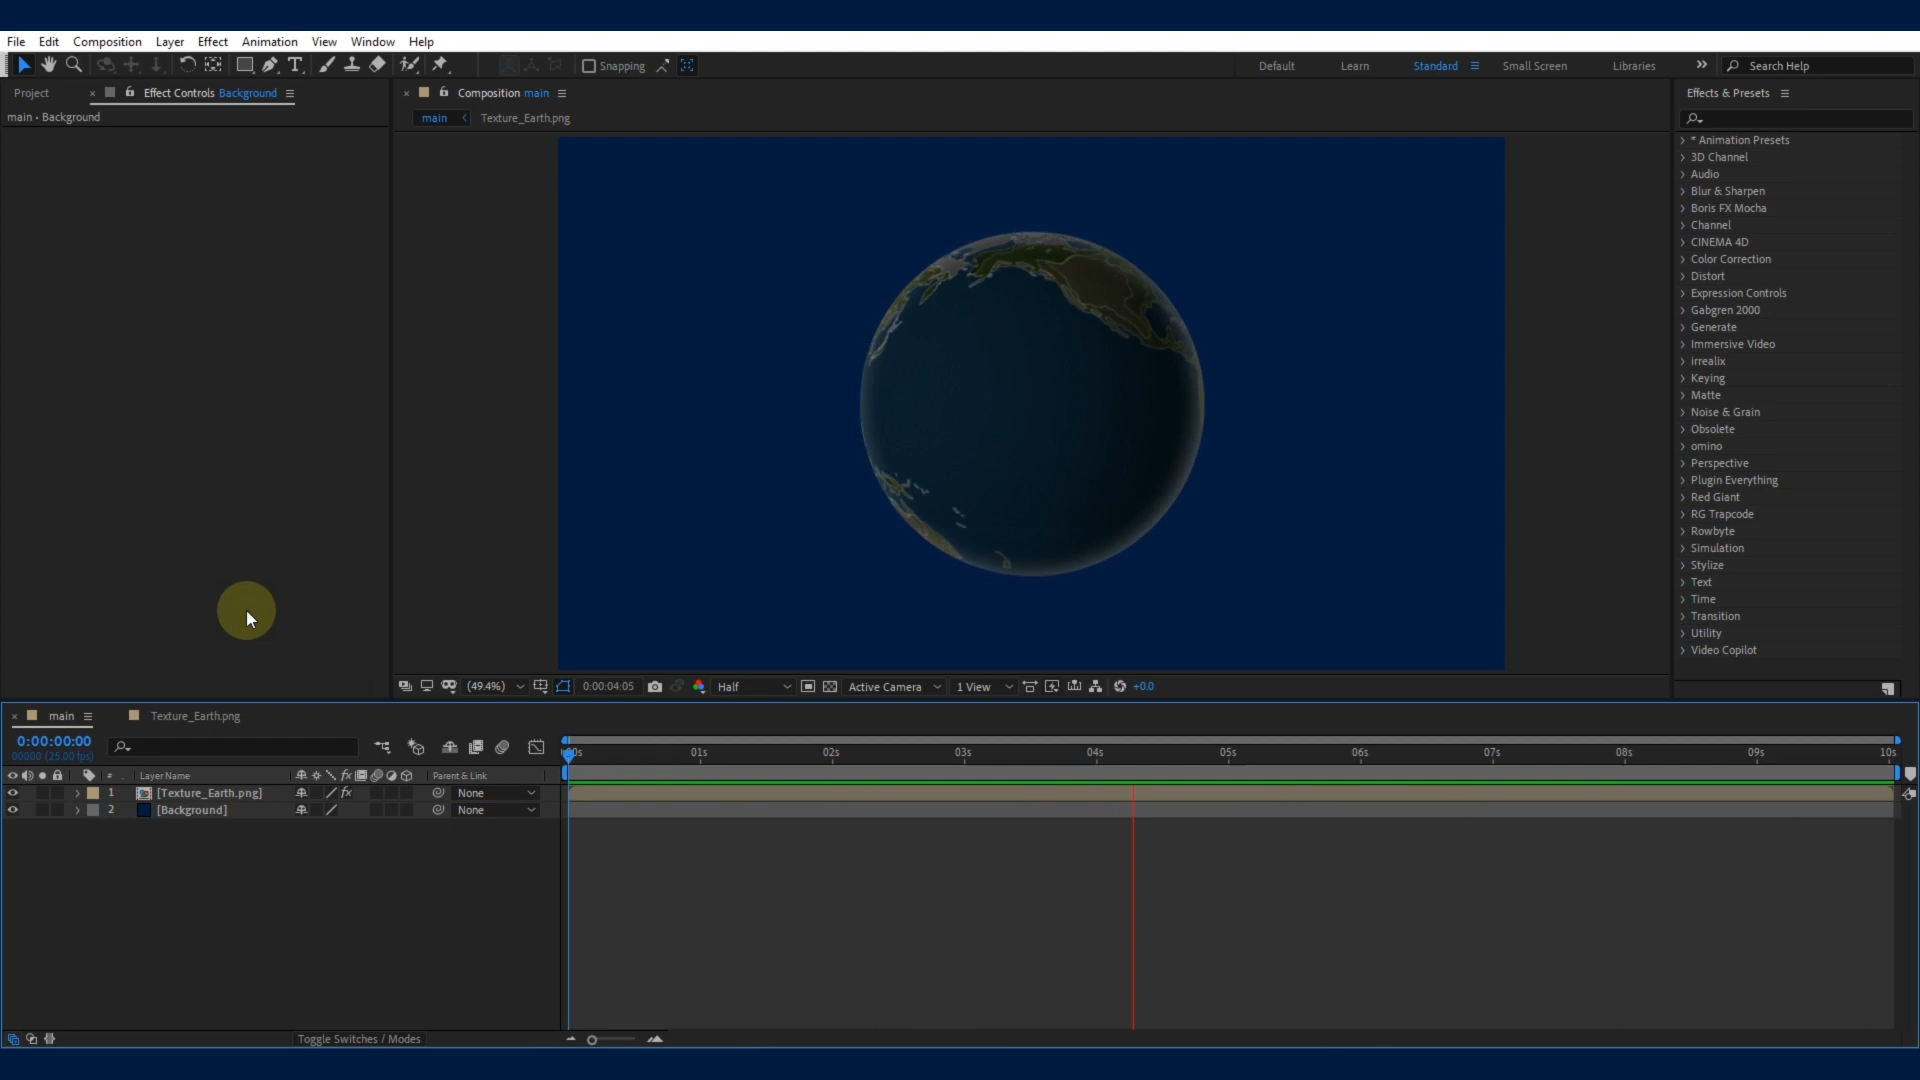 File Edit Composition Layer Effect Animation View Window Help
Snapping
Default Learn Standard Small Screen Libraries Search Help
Project Effect Controls Background
main • Background
Composition main
main Texture_Earth.png
Effects & Presets
* Animation Presets
3D Channel
Audio
Blur & Sharpen
Boris FX Mocha
Channel
CINEMA 4D
Color Correction
Distort
Expression Controls
Gabgren 2000
Generate
Immersive Video
irrealix
Keying
Matte
Noise & Grain
Obsolete
omino
Perspective
Plugin Everything
Red Giant
RG Trapcode
Rowbyte
Simulation
Stylize
Text
Time
Transition
Utility
Video Copilot
(49.4%) 0:00:04:05 Half Active Camera 1 View +0.0
main Texture_Earth.png
0:00:00:00
00000 (25.00 fps)
00s 01s 02s 03s 04s 05s 06s 07s 08s 09s 10s
# Layer Name fx Parent & Link
1 [Texture_Earth.png] fx None
2 [Background] None
Toggle Switches / Modes